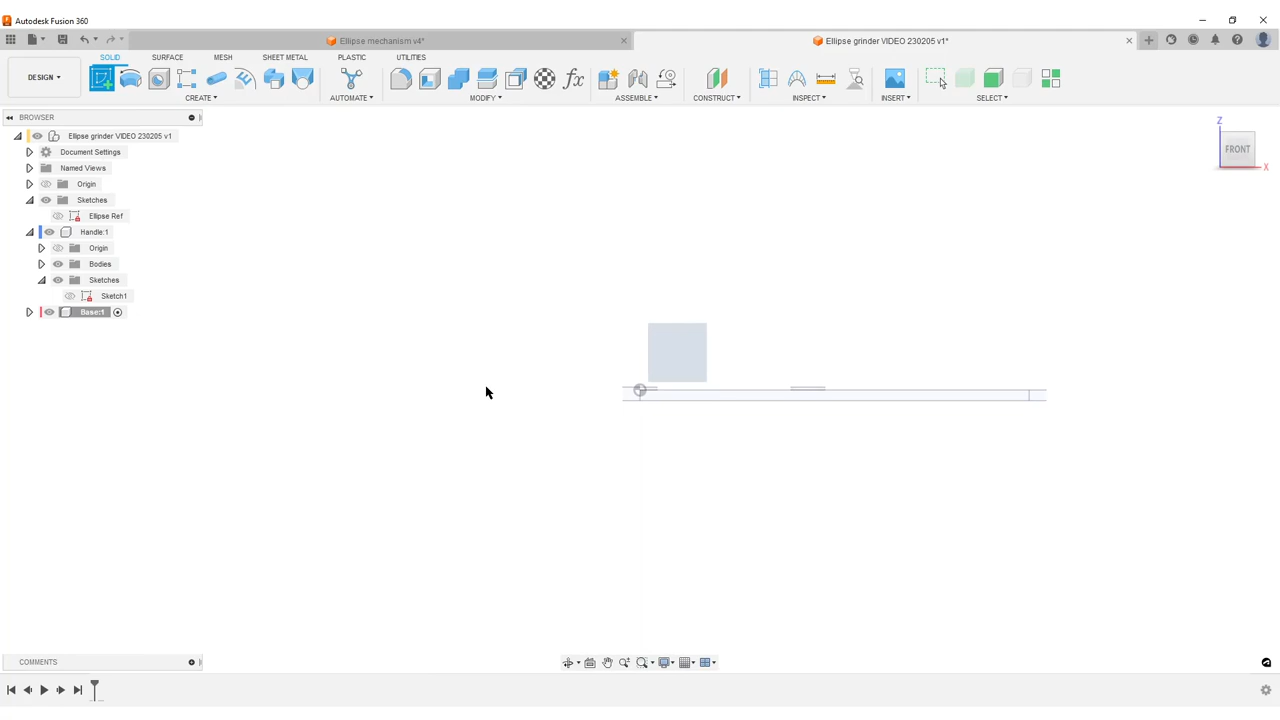 Autodesk Fusion 360
Ellipse mechanism v4*
Ellipse grinder VIDEO 230205 v1*
DESIGN
SOLID SURFACE MESH SHEET METAL PLASTIC UTILITIES
CREATE AUTOMATE MODIFY ASSEMBLE CONSTRUCT INSPECT INSERT SELECT
BROWSER
Ellipse grinder VIDEO 230205 v1
Document Settings
Named Views
Origin
Sketches
Ellipse Ref
Handle:1
Origin
Bodies
Sketches
Sketch1
Base:1
Z
FRONT
X
COMMENTS